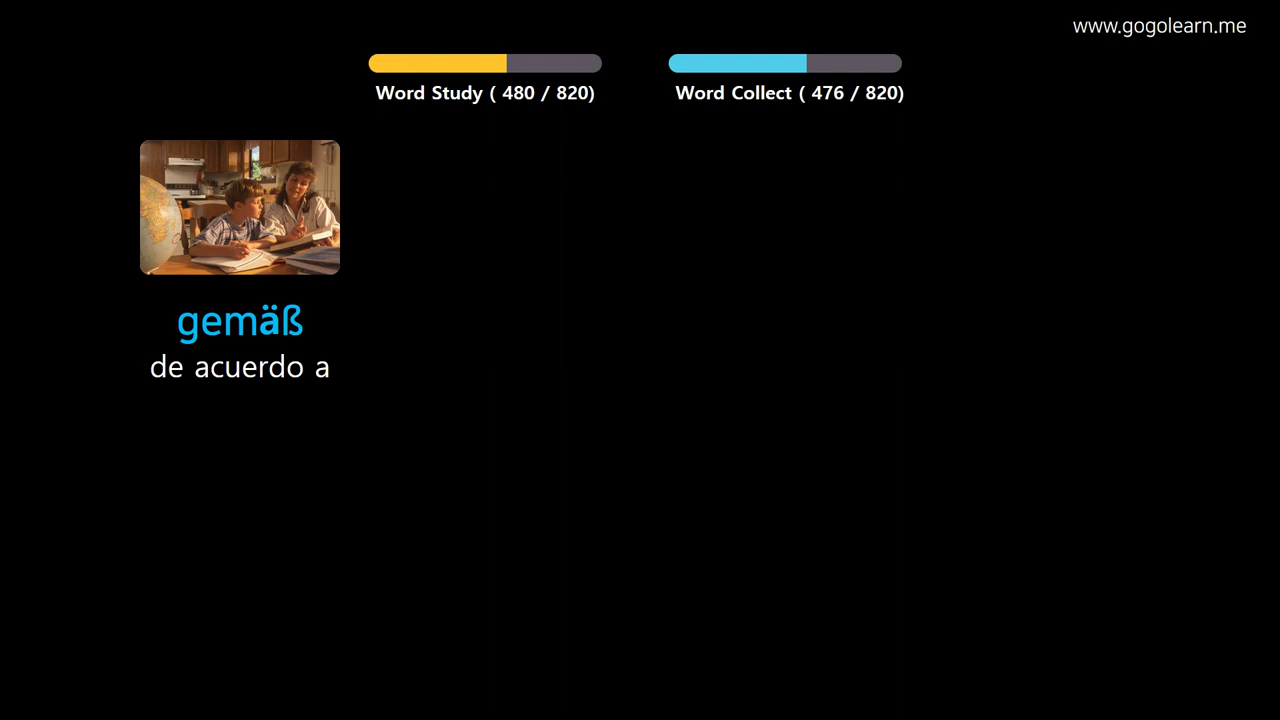 www.gogolearn.me
Word Study ( 480 / 820)
Word Collect ( 476 / 820)
gemäß
de acuerdo a